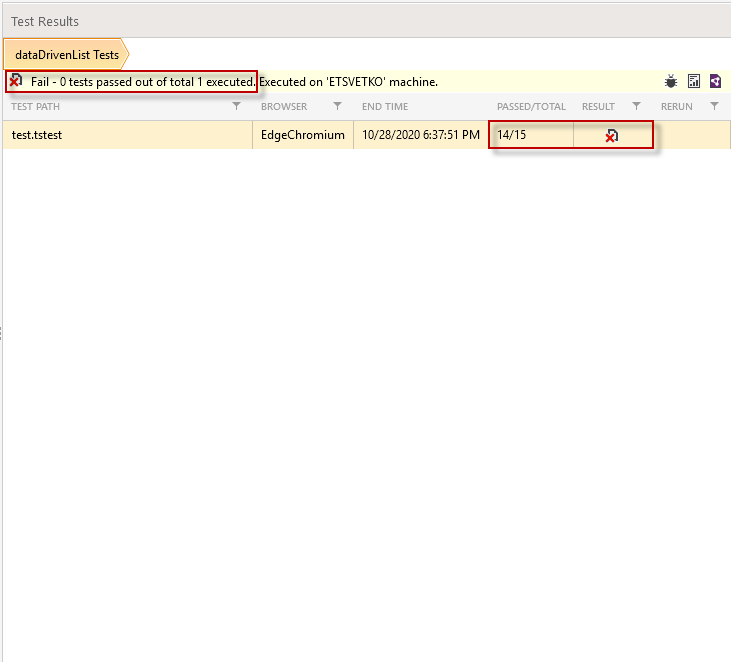 Test Results
dataDrivenList Tests
Fail - 0 tests passed out of total 1 executed. Executed on 'ETSVETKO' machine.
TEST PATH BROWSER END TIME PASSED/TOTAL RESULT RERUN
test.tstest EdgeChromium 10/28/2020 6:37:51 PM 14/15